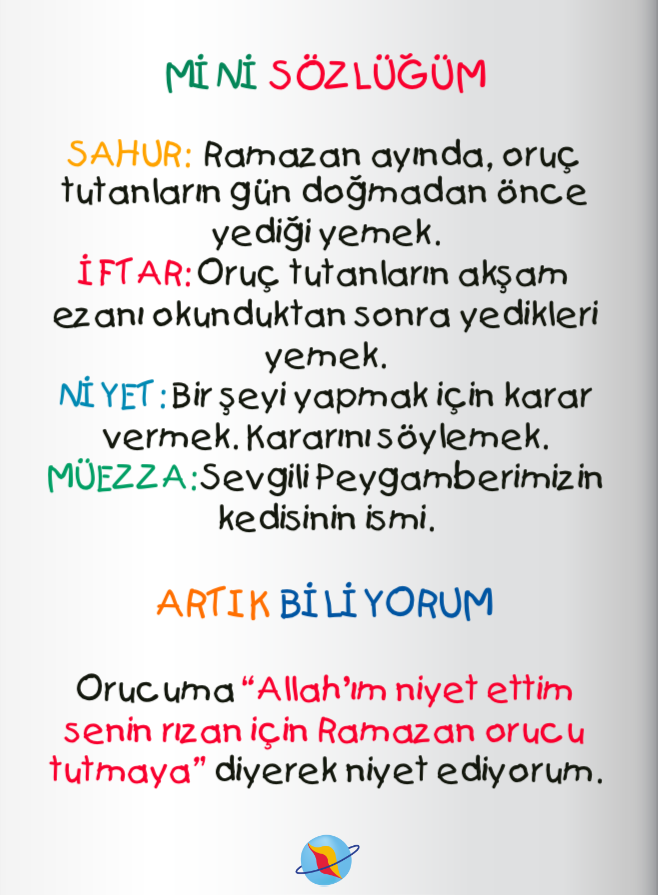 MİNİ SÖZLÜĞÜM
SAHUR: Ramazan ayında, oruç
tutanların gün doğmadan önce
yediği yemek.
İFTAR: Oruç tutanların akşam
ezanı okunduktan sonra yedikleri
yemek.
NİYET: Bir şeyi yapmak için karar
vermek. Kararını söylemek.
MÜEZZA: Sevgili Peygamberimizin
kedisinin ismi.
ARTIK BİLİYORUM
Orucuma “Allah’ım niyet ettim
senin rızan için Ramazan orucu
tutmaya” diyerek niyet ediyorum.